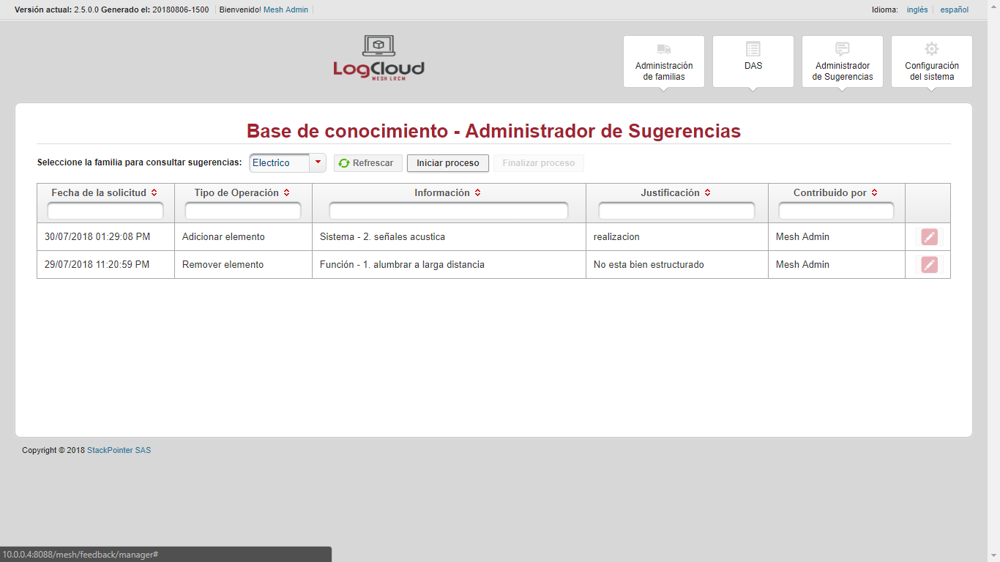 Versión actual: 2.5.0.0 Generado el: 20180806-1500 Bienvenido! Mesh Admin Idioma: inglés español
LogCloud
MESH LRCM
Administración
de familias
DAS
Administrador
de Sugerencias
Configuración
del sistema
Base de conocimiento - Administrador de Sugerencias
Seleccione la familia para consultar sugerencias: Electrico Refrescar Iniciar proceso Finalizar proceso
Fecha de la solicitud Tipo de Operación Información Justificación Contribuido por
30/07/2018 01:29:08 PM Adicionar elemento Sistema - 2. señales acustica realizacion Mesh Admin
29/07/2018 11:20:59 PM Remover elemento Función - 1. alumbrar a larga distancia No esta bien estructurado Mesh Admin
Copyright © 2018 StackPointer SAS
10.0.0.4:8088/mesh/feedback/manager#